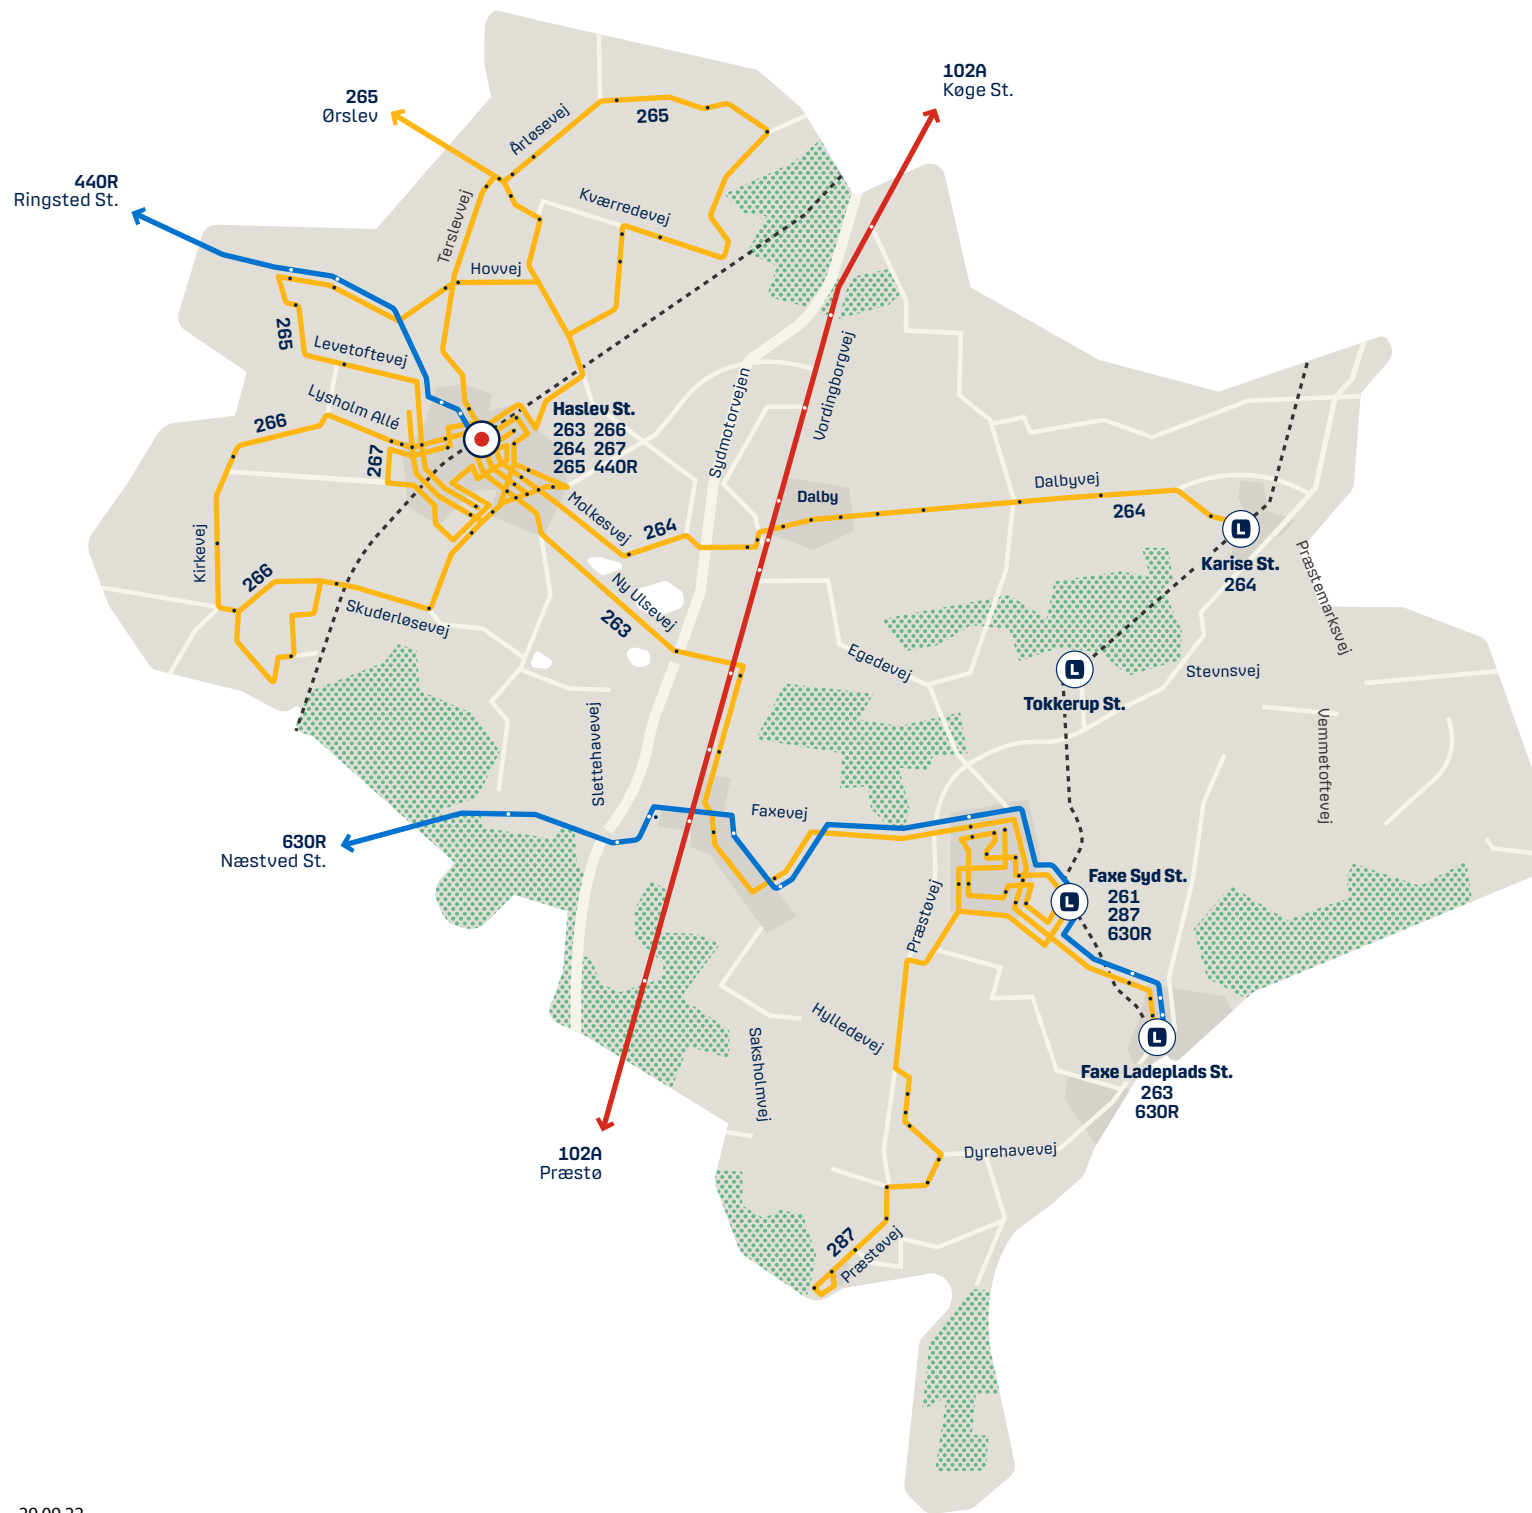 102A
Køge St.
265
Ørslev
Årløsevej
265
440R
Ringsted St.
Kværredevej
Terslevvej
Hovvej
265
Levetoftevej
Lysholm Allé
266
267
Haslev St.
263 266
264 267
265 440R
Sydmotorvejen
Vordingborgvej
Molkesvej
264
Dalby
Dalbyvej
264
Karise St.
264
Præstemarksvej
Kirkevej
266
Skuderløsevej
Ny Ulsevej
263
Egedevej
Stevnsvej
Tokkerup St.
Vemmetoftevej
Slettehavevej
Faxevej
630R
Næstved St.
Faxe Syd St.
261
287
630R
Præstøvej
Hylledevej
Saksholmvej
Faxe Ladeplads St.
263
630R
102A
Præstø
Dyrehavevej
287
Præstøvej